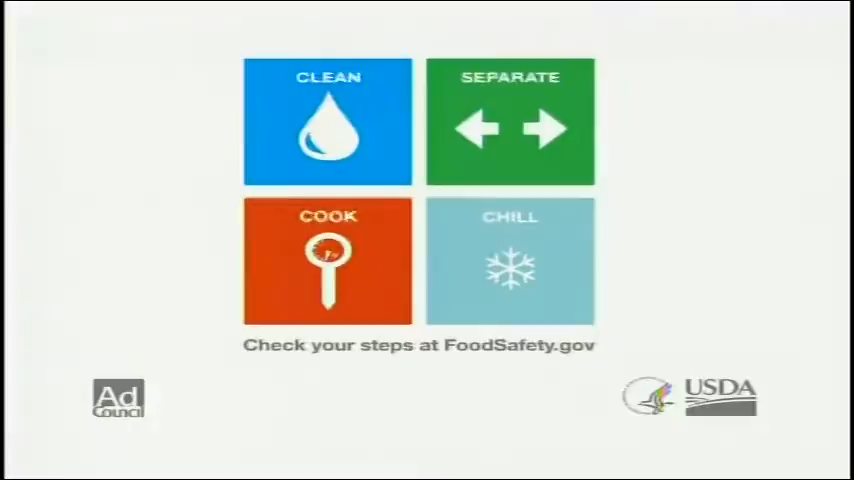 CLEAN
SEPARATE
COOK
CHILL
Check your steps at FoodSafety.gov
Ad
Council
USDA